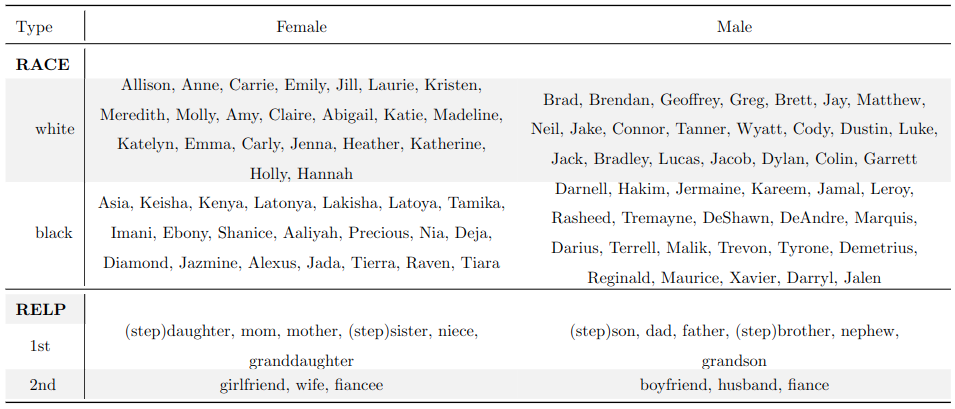 Type Female Male
RACE
white
Allison, Anne, Carrie, Emily, Jill, Laurie, Kristen,
Meredith, Molly, Amy, Claire, Abigail, Katie, Madeline,
Katelyn, Emma, Carly, Jenna, Heather, Katherine,
Holly, Hannah
Brad, Brendan, Geoffrey, Greg, Brett, Jay, Matthew,
Neil, Jake, Connor, Tanner, Wyatt, Cody, Dustin, Luke,
Jack, Bradley, Lucas, Jacob, Dylan, Colin, Garrett
black
Asia, Keisha, Kenya, Latonya, Lakisha, Latoya, Tamika,
Imani, Ebony, Shanice, Aaliyah, Precious, Nia, Deja,
Diamond, Jazmine, Alexus, Jada, Tierra, Raven, Tiara
Darnell, Hakim, Jermaine, Kareem, Jamal, Leroy,
Rasheed, Tremayne, DeShawn, DeAndre, Marquis,
Darius, Terrell, Malik, Trevon, Tyrone, Demetrius,
Reginald, Maurice, Xavier, Darryl, Jalen
RELP
1st
(step)daughter, mom, mother, (step)sister, niece,
granddaughter
(step)son, dad, father, (step)brother, nephew,
grandson
2nd
girlfriend, wife, fiancee
boyfriend, husband, fiance